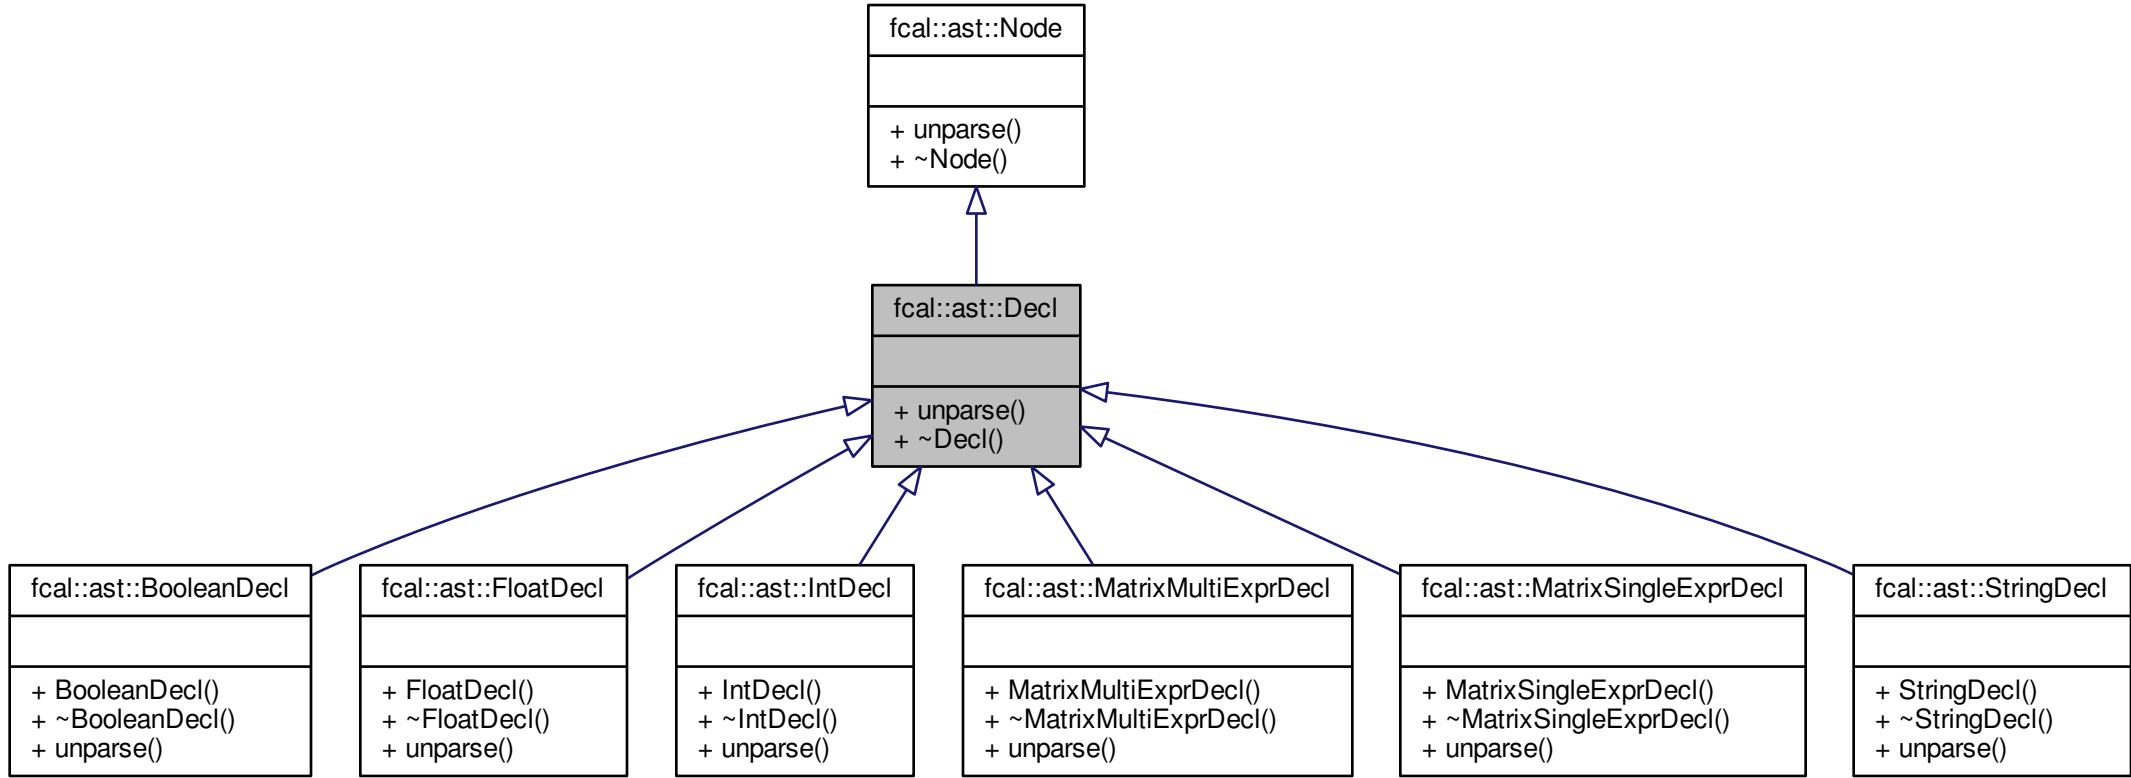 fcal::ast::Node
+ unparse()
+ ~Node()
fcal::ast::Decl
+ unparse()
+ ~Decl()
fcal::ast::BooleanDecl
+ BooleanDecl()
+ ~BooleanDecl()
+ unparse()
fcal::ast::FloatDecl
+ FloatDecl()
+ ~FloatDecl()
+ unparse()
fcal::ast::IntDecl
+ IntDecl()
+ ~IntDecl()
+ unparse()
fcal::ast::MatrixMultiExprDecl
+ MatrixMultiExprDecl()
+ ~MatrixMultiExprDecl()
+ unparse()
fcal::ast::MatrixSingleExprDecl
+ MatrixSingleExprDecl()
+ ~MatrixSingleExprDecl()
+ unparse()
fcal::ast::StringDecl
+ StringDecl()
+ ~StringDecl()
+ unparse()